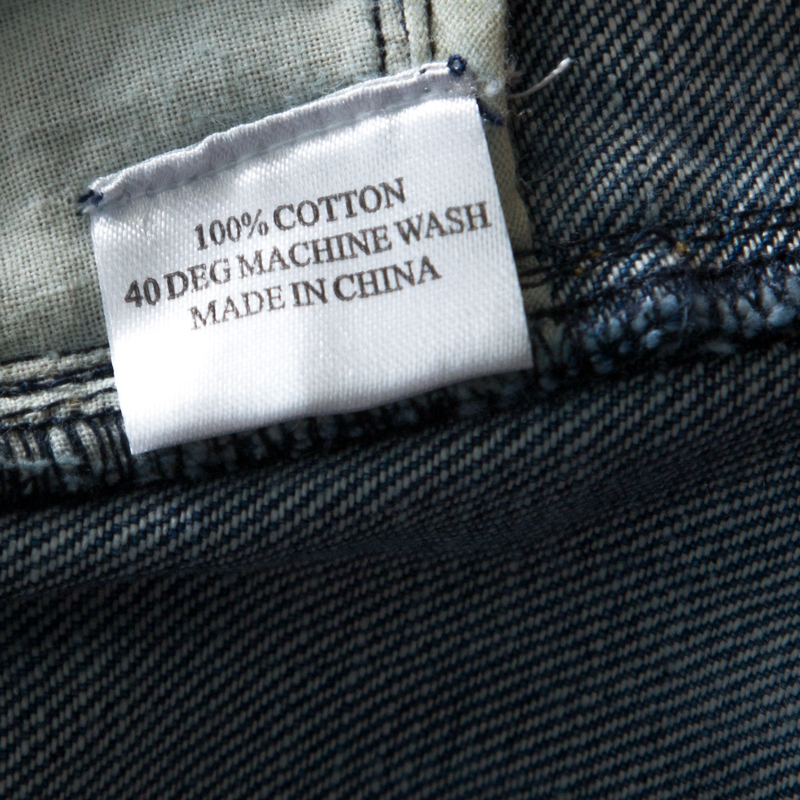 100% COTTON
40 DEG MACHINE WASH
MADE IN CHINA